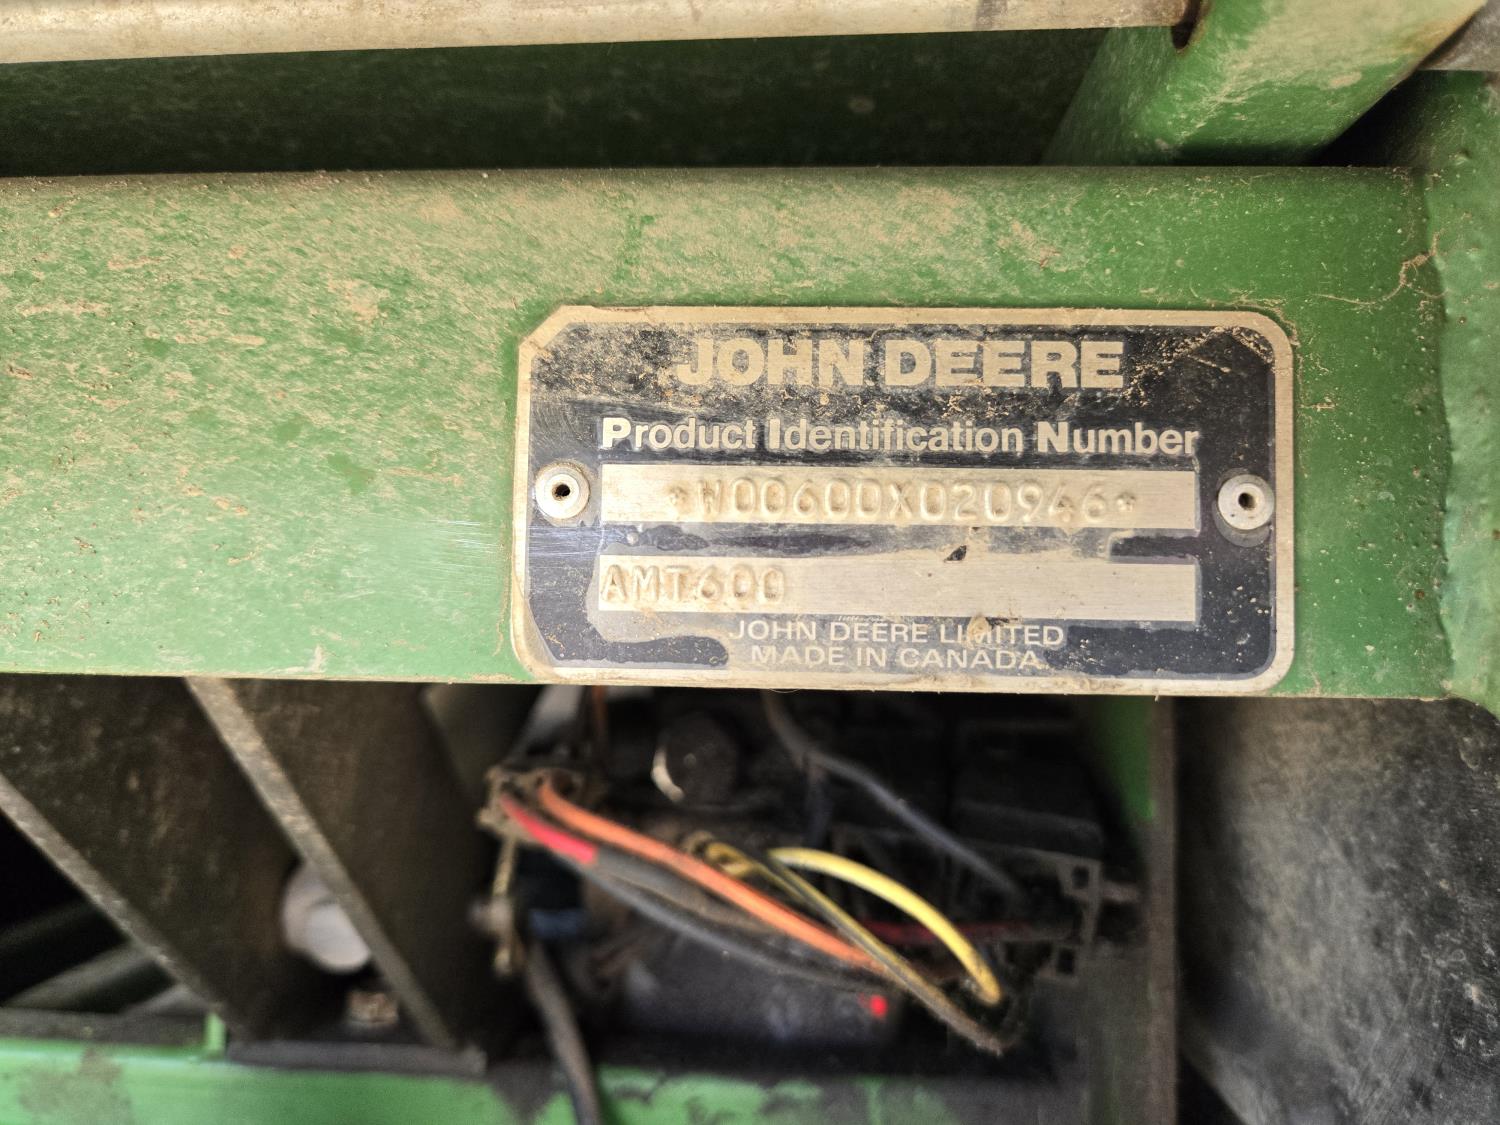 JOHN DEERE
Product Identification Number
*W00600X020946*
AMT600
JOHN DEERE LIMITED
MADE IN CANADA